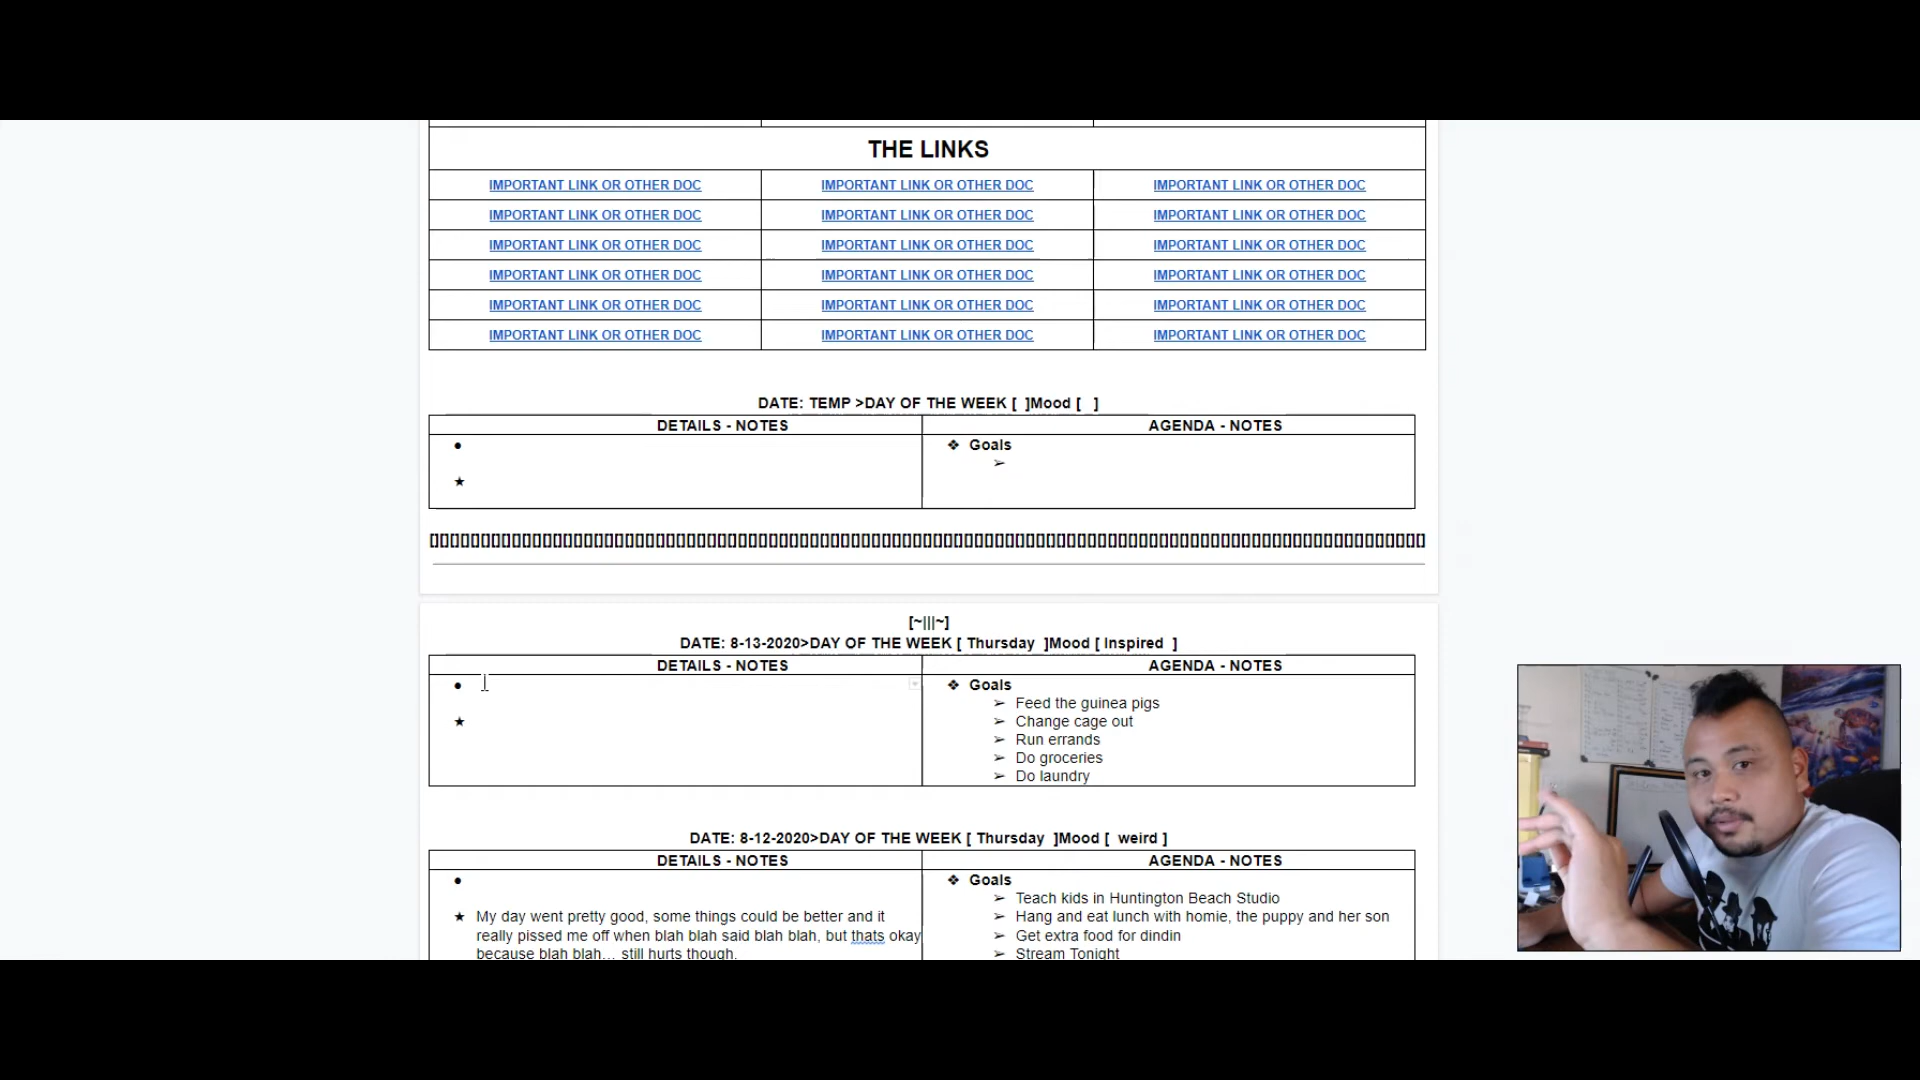 THE LINKS
IMPORTANT LINK OR OTHER DOC IMPORTANT LINK OR OTHER DOC IMPORTANT LINK OR OTHER DOC
IMPORTANT LINK OR OTHER DOC IMPORTANT LINK OR OTHER DOC IMPORTANT LINK OR OTHER DOC
IMPORTANT LINK OR OTHER DOC IMPORTANT LINK OR OTHER DOC IMPORTANT LINK OR OTHER DOC
IMPORTANT LINK OR OTHER DOC IMPORTANT LINK OR OTHER DOC IMPORTANT LINK OR OTHER DOC
IMPORTANT LINK OR OTHER DOC IMPORTANT LINK OR OTHER DOC IMPORTANT LINK OR OTHER DOC
IMPORTANT LINK OR OTHER DOC IMPORTANT LINK OR OTHER DOC IMPORTANT LINK OR OTHER DOC
DATE: TEMP >DAY OF THE WEEK [ ]Mood [ ]
DETAILS - NOTES AGENDA - NOTES
❖ Goals
[~|||~]
DATE: 8-13-2020>DAY OF THE WEEK [ Thursday ]Mood [ Inspired ]
DETAILS - NOTES AGENDA - NOTES
❖ Goals
➢ Feed the guinea pigs
➢ Change cage out
➢ Run errands
➢ Do groceries
➢ Do laundry
DATE: 8-12-2020>DAY OF THE WEEK [ Thursday ]Mood [ weird ]
DETAILS - NOTES AGENDA - NOTES
★ My day went pretty good, some things could be better and it
really pissed me off when blah blah said blah blah, but thats okay
because blah blah... still hurts though.
❖ Goals
➢ Teach kids in Huntington Beach Studio
➢ Hang and eat lunch with homie, the puppy and her son
➢ Get extra food for dindin
➢ Stream Tonight